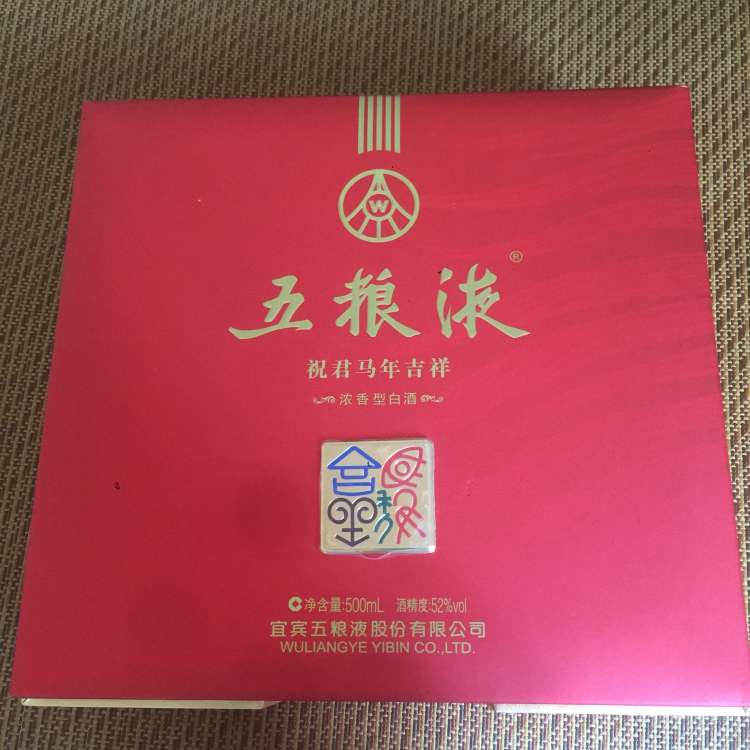 W
五粮液®
祝君马年吉祥
浓香型白酒
净含量:500mL 酒精度:52%vol
宜宾五粮液股份有限公司
WULIANGYE YIBIN CO.,LTD.